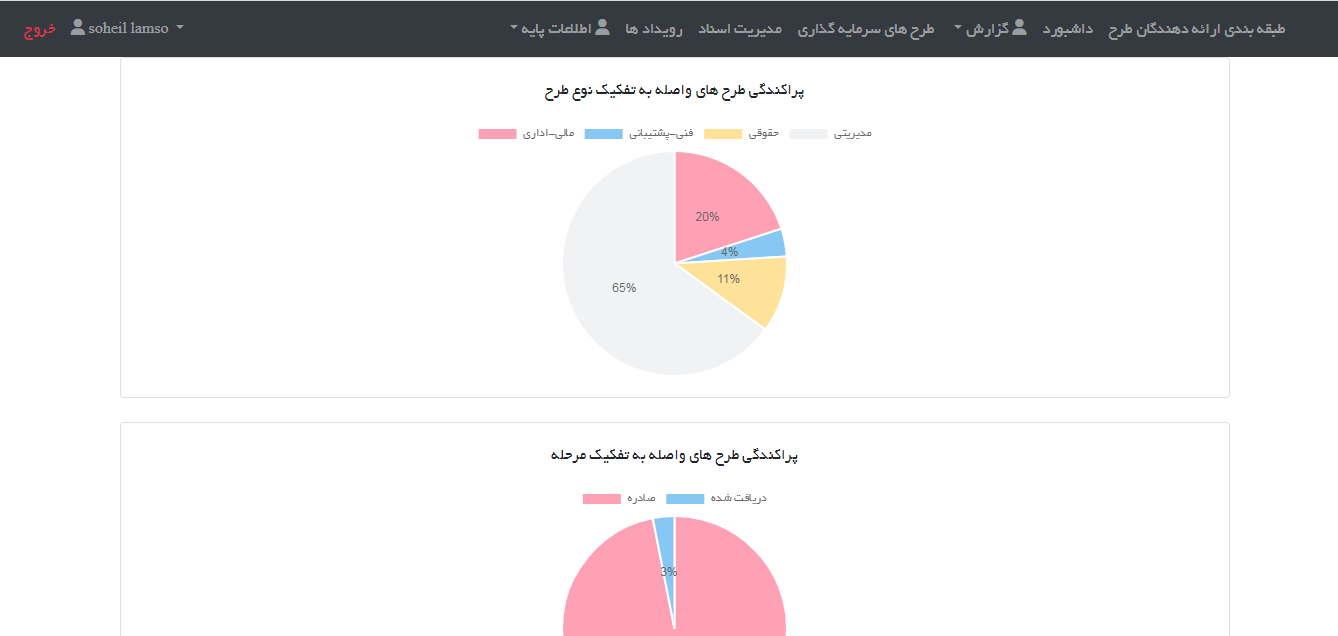 طبقه بندی ارائه دهندگان طرح داشبورد گزارش طرح های سرمایه گذاری مدیریت اسناد رویداد ها اطلاعات پایه soheil lamso خروج
پراکندگی طرح های واصله به تفکیک نوع طرح
مدیریتی حقوقی فنی-پشتیبانی مالی-اداری
20%
4%
11%
65%
پراکندگی طرح های واصله به تفکیک مرحله
دریافت شده صادره
3%